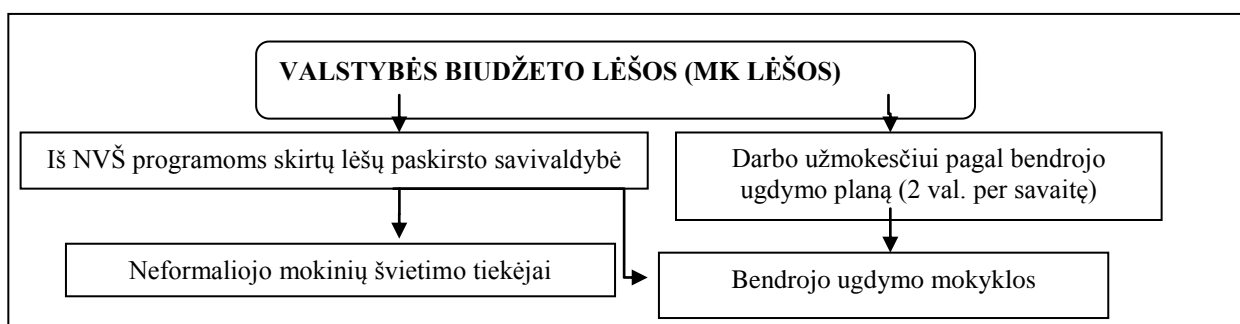 VALSTYBĖS BIUDŽETO LĖŠOS (MK LĖŠOS)
Iš NVŠ programoms skirtų lėšų paskirsto savivaldybė
Darbo užmokesčiui pagal bendrojo
ugdymo planą (2 val. per savaitę)
Neformaliojo mokinių švietimo tiekėjai
Bendrojo ugdymo mokyklos